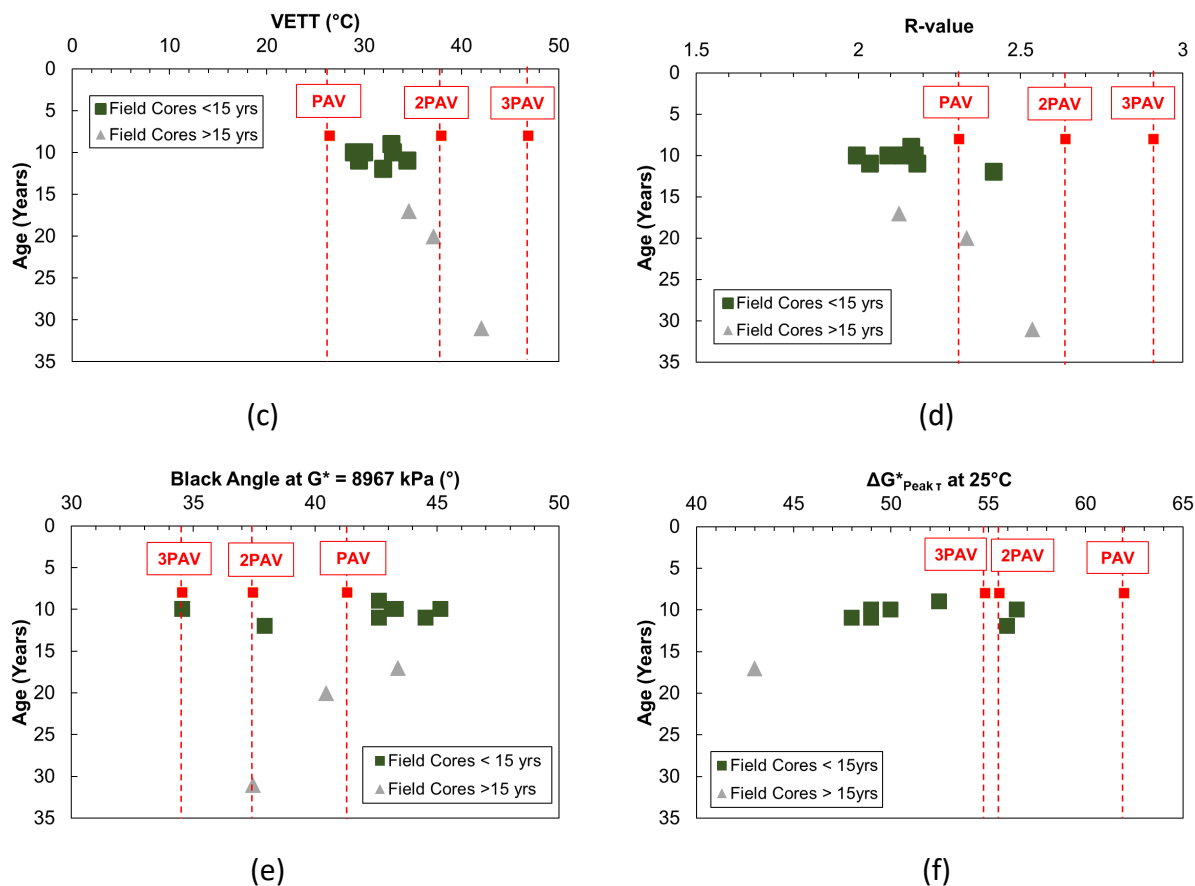 VETT (°C)
0 10 20 30 40 50
0
5
10
15
20
25
30
35
Age (Years)
PAV
2PAV
3PAV
Field Cores <15 yrs
Field Cores >15 yrs
(c)
R-value
1.5 2 2.5 3
0
5
10
15
20
25
30
35
Age (Years)
PAV
2PAV
3PAV
Field Cores <15 yrs
Field Cores >15 yrs
(d)
Black Angle at G* = 8967 kPa (°)
30 35 40 45 50
0
5
10
15
20
25
30
35
Age (Years)
3PAV
2PAV
PAV
Field Cores < 15 yrs
Field Cores >15 yrs
(e)
ΔG*Peak τ at 25°C
40 45 50 55 60 65
0
5
10
15
20
25
30
35
Age (Years)
3PAV
2PAV
PAV
Field Cores < 15yrs
Field Cores > 15yrs
(f)